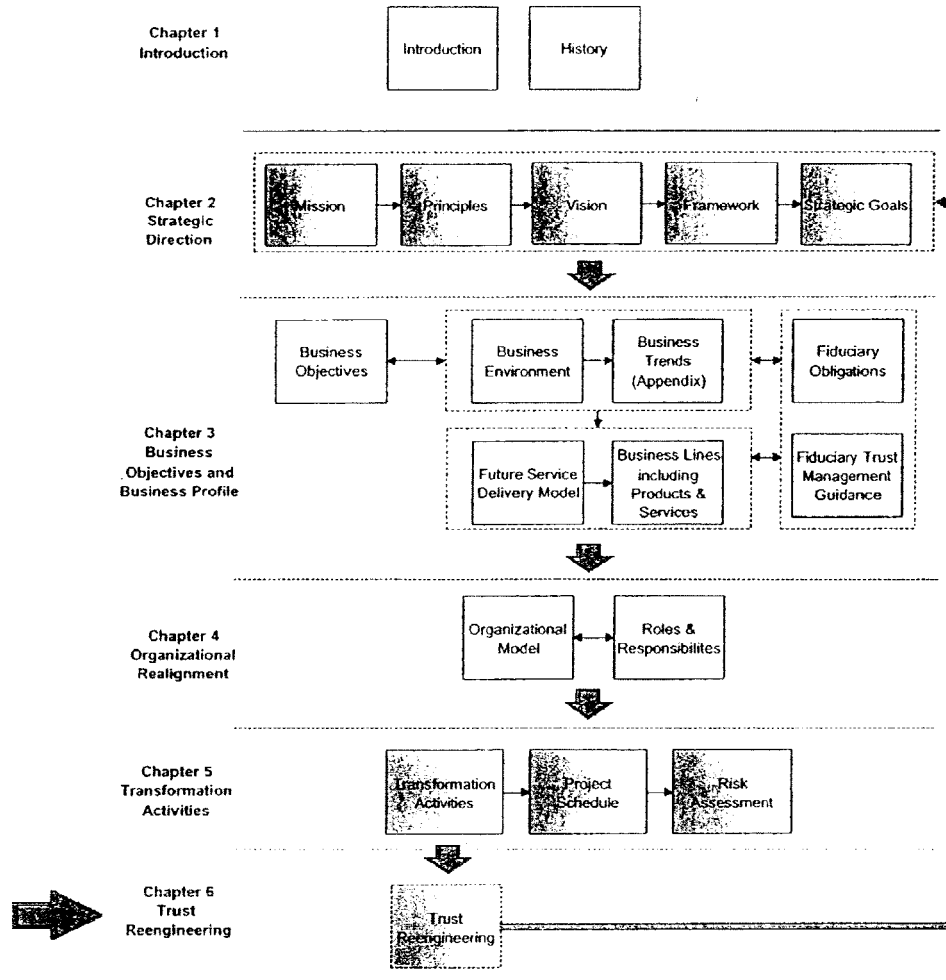 Chapter 1
Introduction
Introduction
History
Chapter 2
Strategic
Direction
Mission
Principles
Vision
Framework
Strategic Goals
Chapter 3
Business
Objectives and
Business Profile
Business
Objectives
Business
Environment
Business
Trends
(Appendix)
Fiduciary
Obligations
Future Service
Delivery Model
Business Lines
including
Products &
Services
Fiduciary Trust
Management
Guidance
Chapter 4
Organizational
Realignment
Organizational
Model
Roles &
Responsibilites
Chapter 5
Transformation
Activities
Transformation
Activities
Project
Schedule
Risk
Assessment
Chapter 6
Trust
Reengineering
Trust
Reengineering